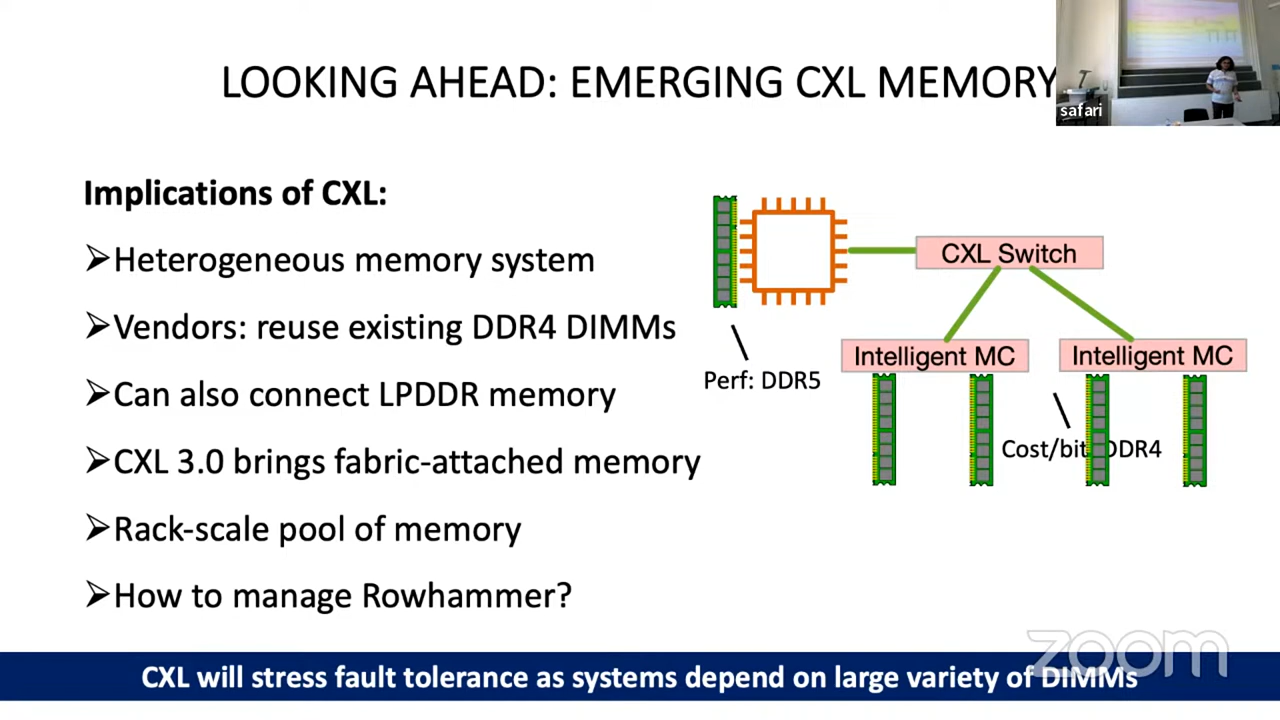 LOOKING AHEAD: EMERGING CXL MEMORY
safari
Implications of CXL:
Heterogeneous memory system
Vendors: reuse existing DDR4 DIMMs
Can also connect LPDDR memory
CXL 3.0 brings fabric-attached memory
Rack-scale pool of memory
How to manage Rowhammer?
CXL Switch
Intelligent MC
Intelligent MC
Perf: DDR5
Cost/bit: DDR4
zoom
CXL will stress fault tolerance as systems depend on large variety of DIMMs